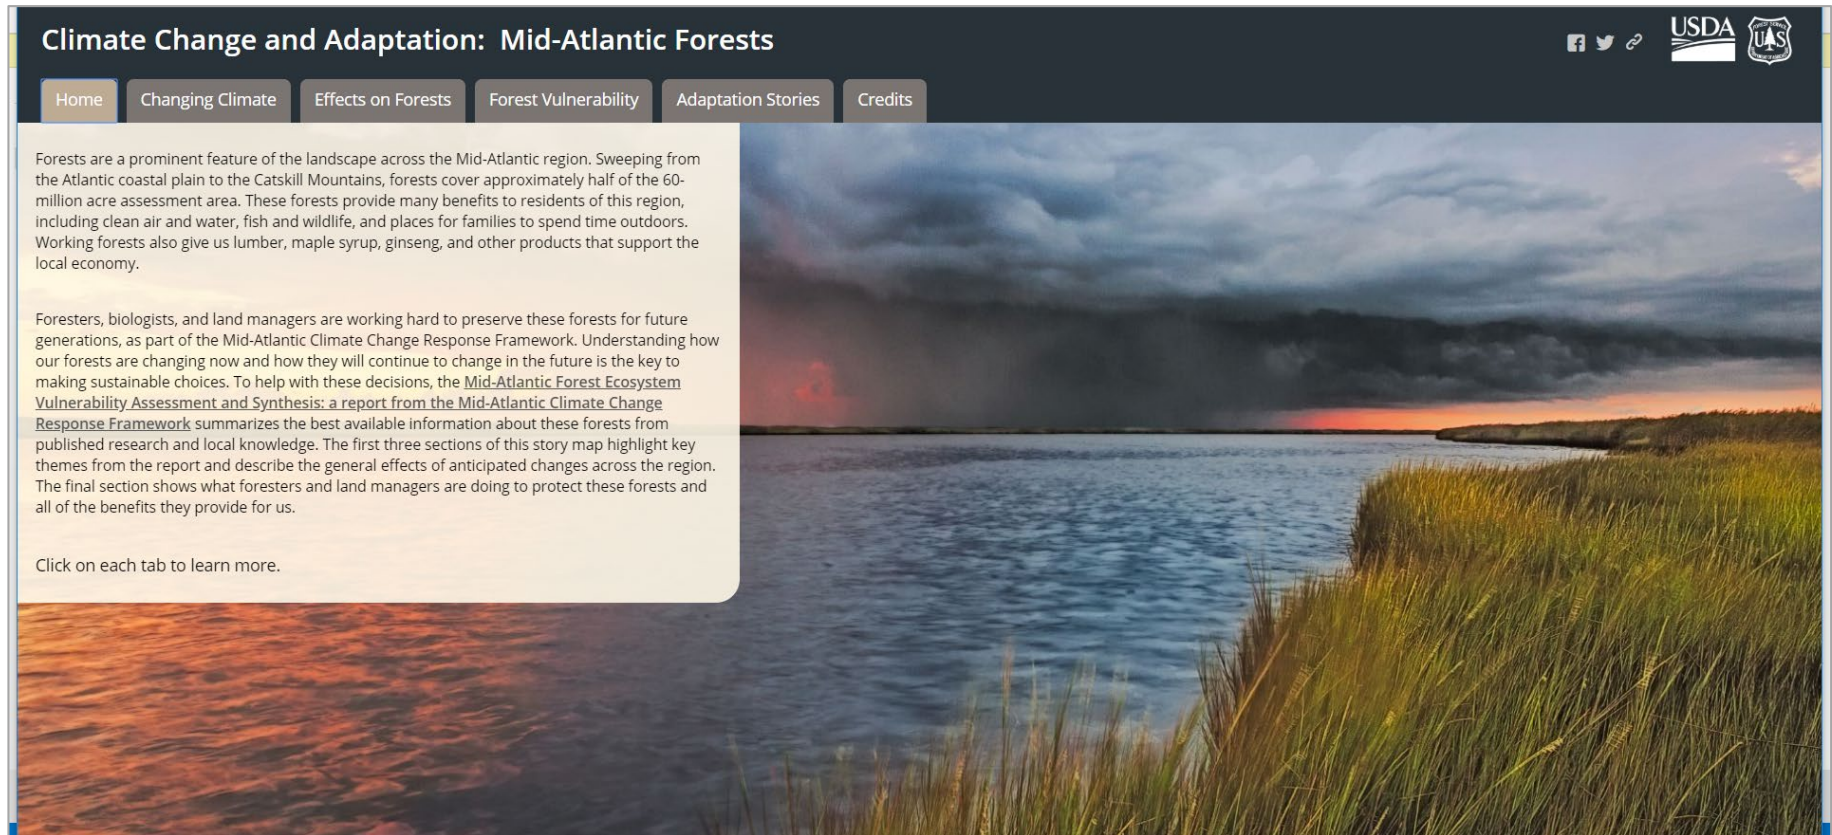 Climate Change and Adaptation: Mid-Atlantic Forests
USDA
FOREST SERVICE
UAS
DEPARTMENT OF AGRICULTURE
Home
Changing Climate
Effects on Forests
Forest Vulnerability
Adaptation Stories
Credits
Forests are a prominent feature of the landscape across the Mid-Atlantic region. Sweeping from
the Atlantic coastal plain to the Catskill Mountains, forests cover approximately half of the 60-
million acre assessment area. These forests provide many benefits to residents of this region,
including clean air and water, fish and wildlife, and places for families to spend time outdoors.
Working forests also give us lumber, maple syrup, ginseng, and other products that support the
local economy.
Foresters, biologists, and land managers are working hard to preserve these forests for future
generations, as part of the Mid-Atlantic Climate Change Response Framework. Understanding how
our forests are changing now and how they will continue to change in the future is the key to
making sustainable choices. To help with these decisions, the Mid-Atlantic Forest Ecosystem
Vulnerability Assessment and Synthesis: a report from the Mid-Atlantic Climate Change
Response Framework summarizes the best available information about these forests from
published research and local knowledge. The first three sections of this story map highlight key
themes from the report and describe the general effects of anticipated changes across the region.
The final section shows what foresters and land managers are doing to protect these forests and
all of the benefits they provide for us.
Click on each tab to learn more.